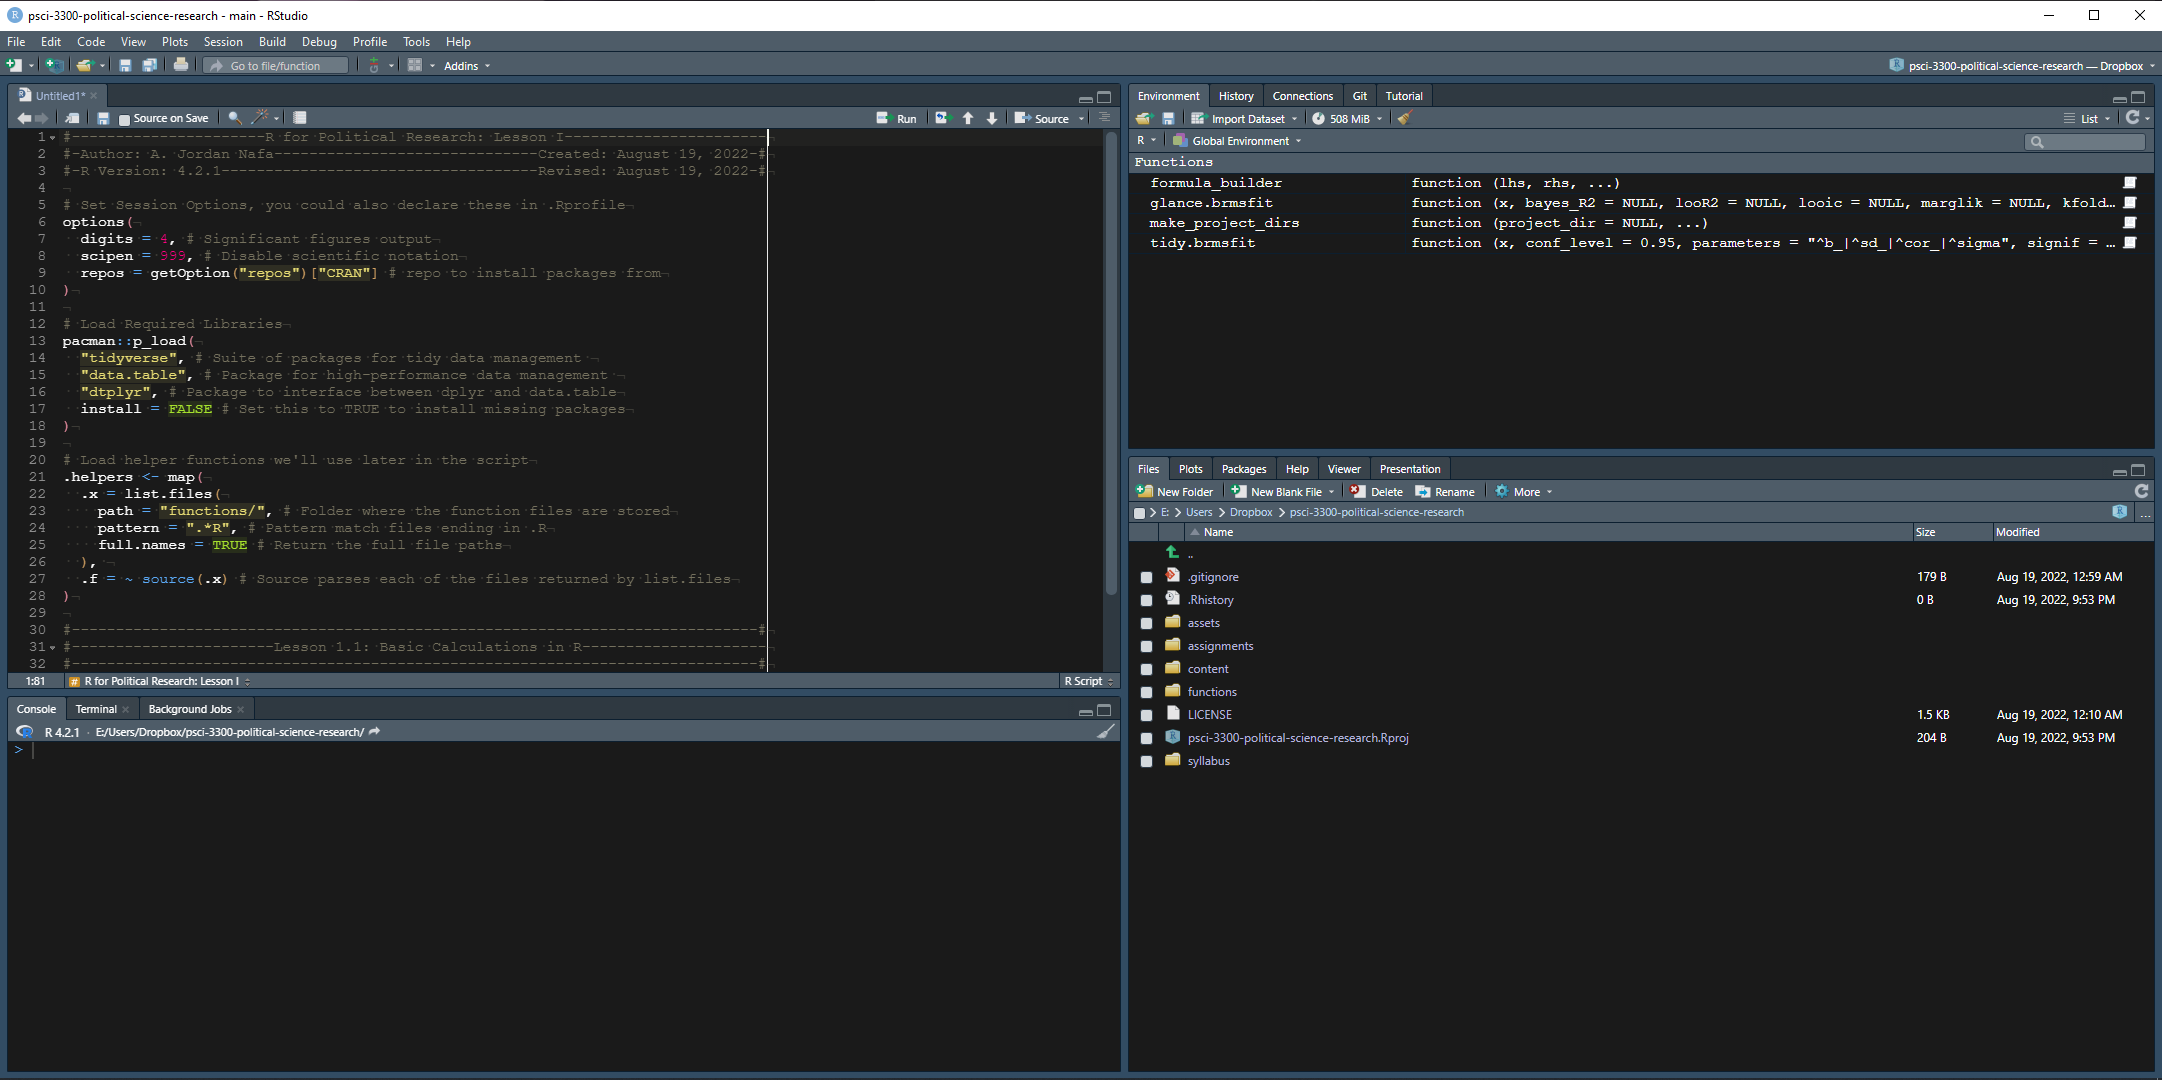 psci-3300-political-science-research - main - RStudio
File Edit Code View Plots Session Build Debug Profile Tools Help
Go to file/function Addins psci-3300-political-science-research — Dropbox
Untitled1*
Source on Save Run Source
1 #----------------------R for Political Research: Lesson I-----------------------
2 #-Author: A. Jordan Nafa------------------------------Created: August 19, 2022-#
3 #-R Version: 4.2.1------------------------------------Revised: August 19, 2022-#
4
5 # Set Session Options, you could also declare these in .Rprofile
6 options(
7 digits = 4, # Significant figures output
8 scipen = 999, # Disable scientific notation
9 repos = getOption("repos")["CRAN"] # repo to install packages from
10 )
11
12 # Load Required Libraries
13 pacman::p_load(
14 "tidyverse", # Suite of packages for tidy data management
15 "data.table", # Package for high-performance data management
16 "dtplyr", # Package to interface between dplyr and data.table
17 install = FALSE # Set this to TRUE to install missing packages
18 )
19
20 # Load helper functions we'll use later in the script
21 .helpers <- map(
22 .x = list.files(
23 path = "functions/", # Folder where the function files are stored
24 pattern = ".*R", # Pattern match files ending in .R
25 full.names = TRUE # Return the full file paths
26 ),
27 .f = ~ source(.x) # Source parses each of the files returned by list.files
28 )
29
30 #------------------------------------------------------------------------------#
31 #-----------------------Lesson 1.1: Basic Calculations in R---------------------
32 #------------------------------------------------------------------------------#
1:81 # R for Political Research: Lesson I R Script
Console Terminal Background Jobs
R 4.2.1 · E:/Users/Dropbox/psci-3300-political-science-research/
>
Environment History Connections Git Tutorial
Import Dataset 508 MiB List
R Global Environment
Functions
formula_builder function (lhs, rhs, ...)
glance.brmsfit function (x, bayes_R2 = NULL, looR2 = NULL, looic = NULL, marglik = NULL, kfold…
make_project_dirs function (project_dir = NULL, ...)
tidy.brmsfit function (x, conf_level = 0.95, parameters = "^b_|^sd_|^cor_|^sigma", signif = …
Files Plots Packages Help Viewer Presentation
New Folder New Blank File Delete Rename More
E: > Users > Dropbox > psci-3300-political-science-research ...
Name Size Modified
..
.gitignore 179 B Aug 19, 2022, 12:59 AM
.Rhistory 0 B Aug 19, 2022, 9:53 PM
assets
assignments
content
functions
LICENSE 1.5 KB Aug 19, 2022, 12:10 AM
psci-3300-political-science-research.Rproj 204 B Aug 19, 2022, 9:53 PM
syllabus